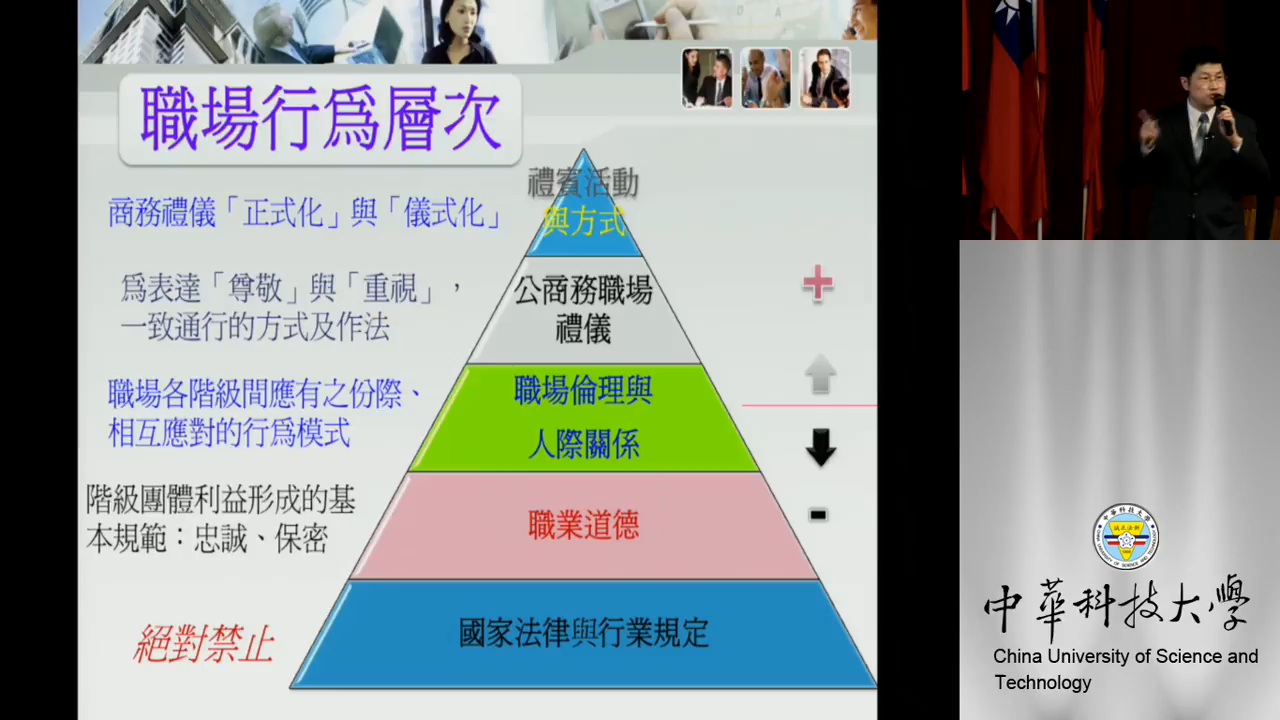 職場行為層次
禮賓活動
與方式
商務禮儀「正式化」與「儀式化」
公商務職場
禮儀
為表達「尊敬」與「重視」，
一致通行的方式及作法
職場倫理與
人際關係
職場各階級間應有之份際、
相互應對的行為模式
職業道德
階級團體利益形成的基
本規範：忠誠、保密
國家法律與行業規定
絕對禁止
中華科技大學
China University of Science and
Technology